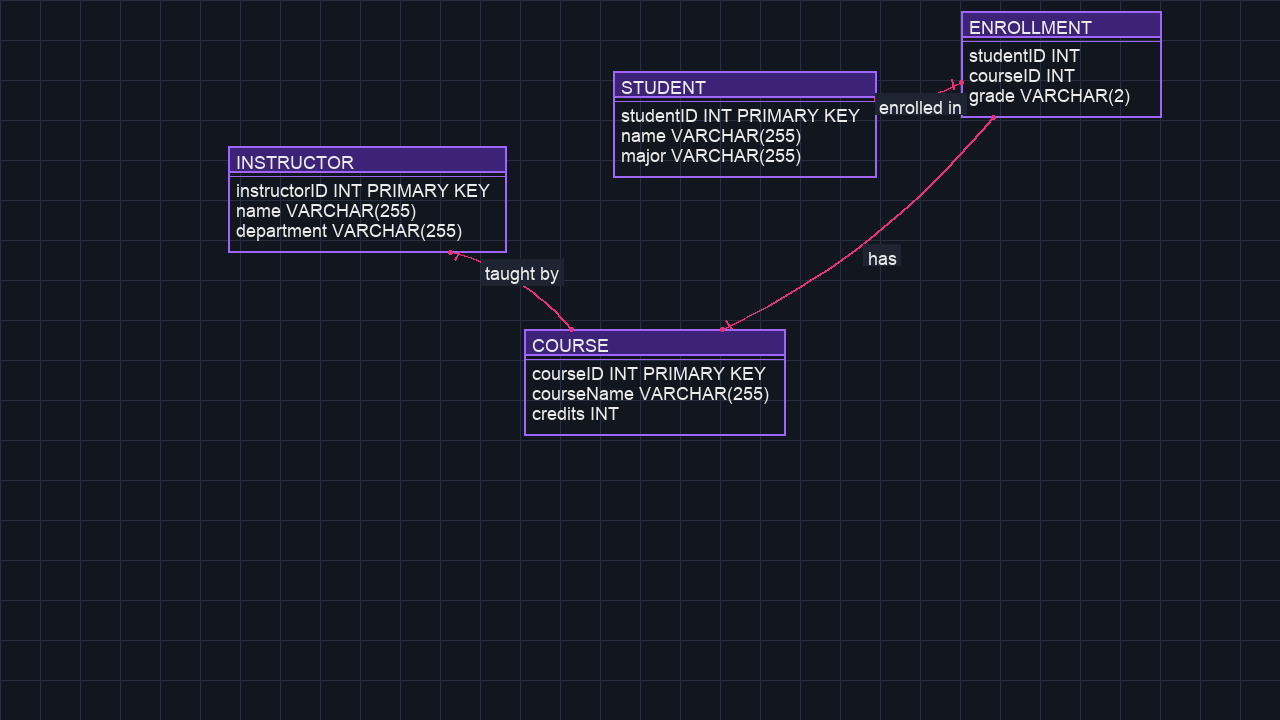 ENROLLMENT
studentID INT
courseID INT
grade VARCHAR(2)
STUDENT
studentID INT PRIMARY KEY
name VARCHAR(255)
major VARCHAR(255)
enrolled in
INSTRUCTOR
instructorID INT PRIMARY KEY
name VARCHAR(255)
department VARCHAR(255)
has
taught by
COURSE
courseID INT PRIMARY KEY
courseName VARCHAR(255)
credits INT